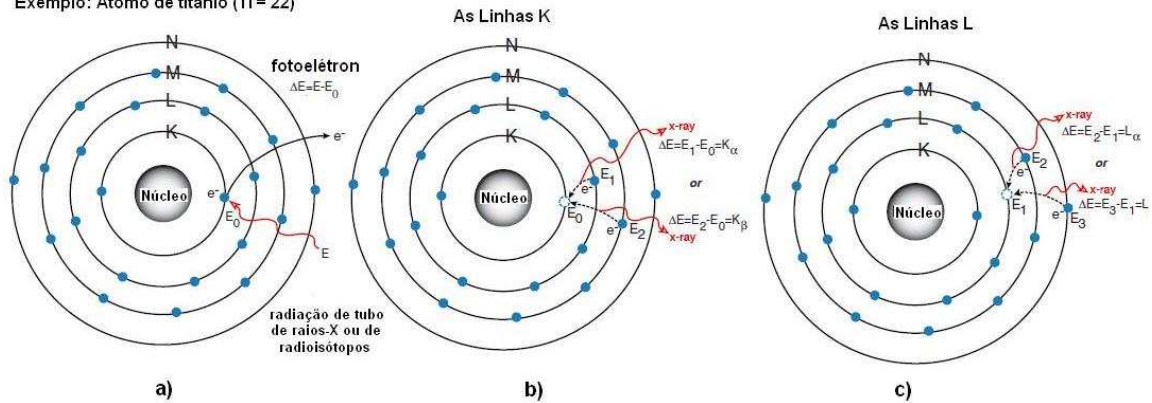 Exemplo: Átomo de titânio (Ti = 22)
N
M
L
K
Núcleo
fotoelétron
ΔE=E-E0
e-
e-
E0
E
radiação de tubo
de raios-X ou de
radioisótopos
a)
As Linhas K
N
M
L
K
Núcleo
x-ray
ΔE=E1-E0=Kα
E1
e-
or
E0
ΔE=E2-E0=Kβ
e-
E2
x-ray
b)
As Linhas L
N
M
L
K
Núcleo
x-ray
ΔE=E2-E1=Lα
E2
e-
or
x-ray
E1
ΔE=E3-E1=L
e-
E3
c)